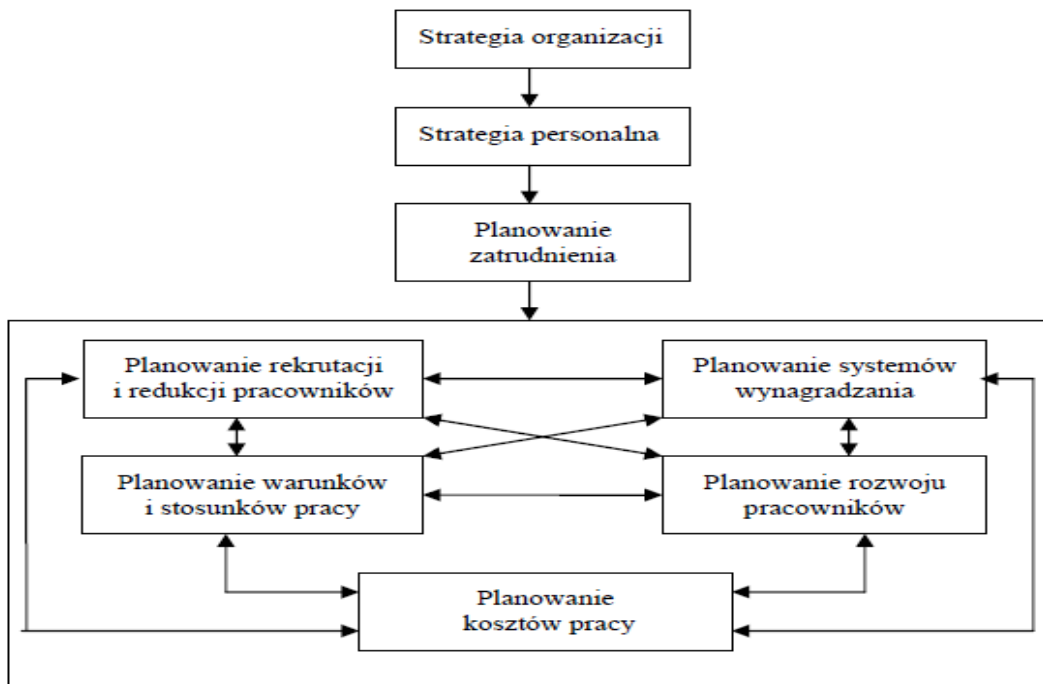 Strategia organizacji
Strategia personalna
Planowanie
zatrudnienia
Planowanie rekrutacji
i redukcji pracowników
Planowanie systemów
wynagradzania
Planowanie warunków
i stosunków pracy
Planowanie rozwoju
pracowników
Planowanie
kosztów pracy